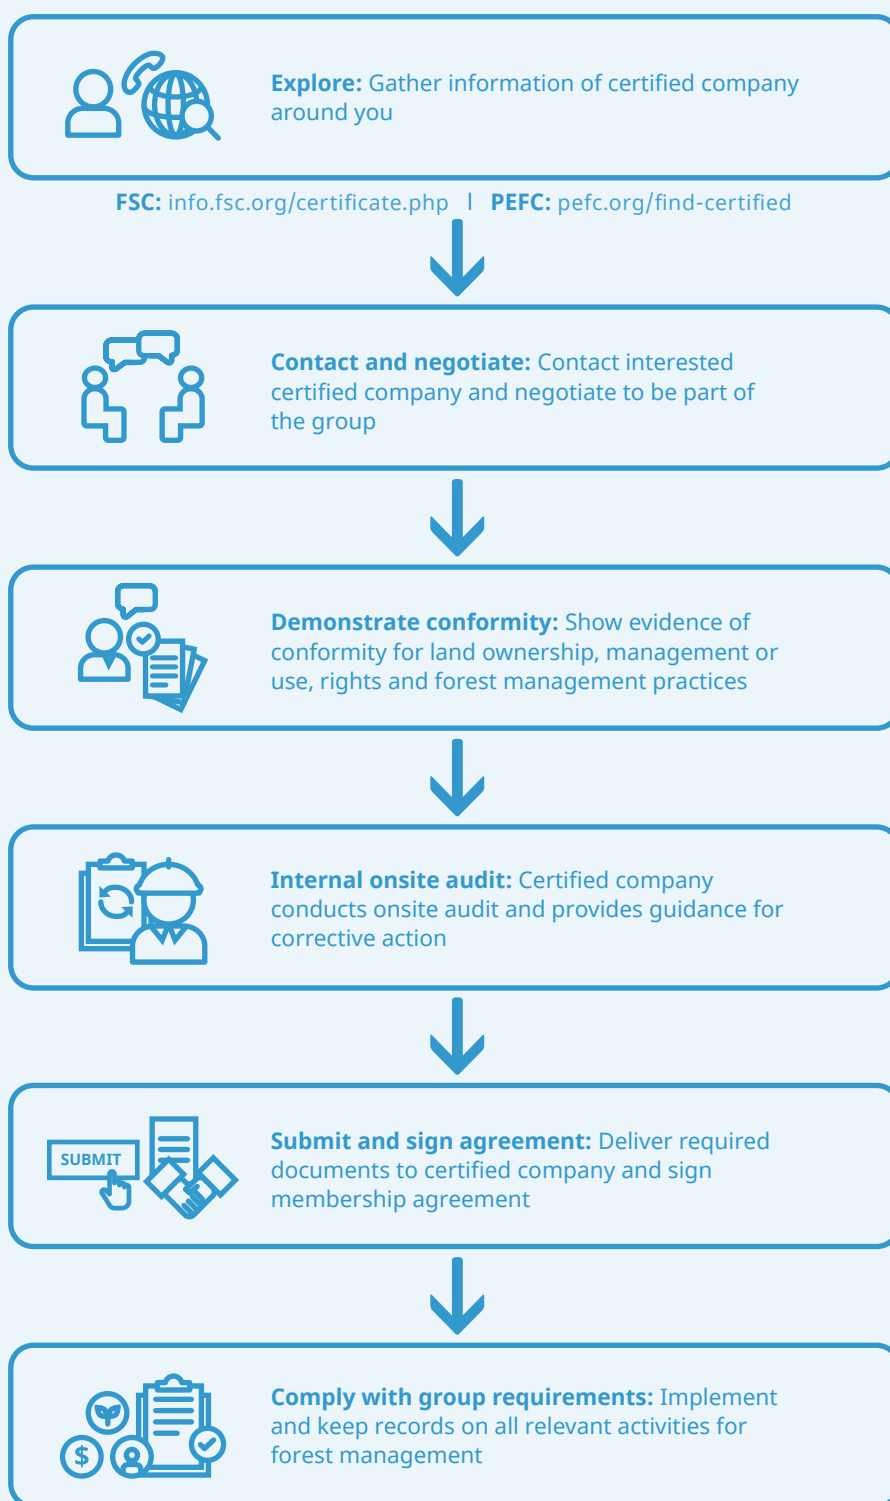 Explore: Gather information of certified company
around you
FSC: info.fsc.org/certificate.php l PEFC: pefc.org/find-certified
Contact and negotiate: Contact interested
certified company and negotiate to be part of
the group
Demonstrate conformity: Show evidence of
conformity for land ownership, management or
use, rights and forest management practices
Internal onsite audit: Certified company
conducts onsite audit and provides guidance for
corrective action
SUBMIT
Submit and sign agreement: Deliver required
documents to certified company and sign
membership agreement
Comply with group requirements: Implement
and keep records on all relevant activities for
forest management
$